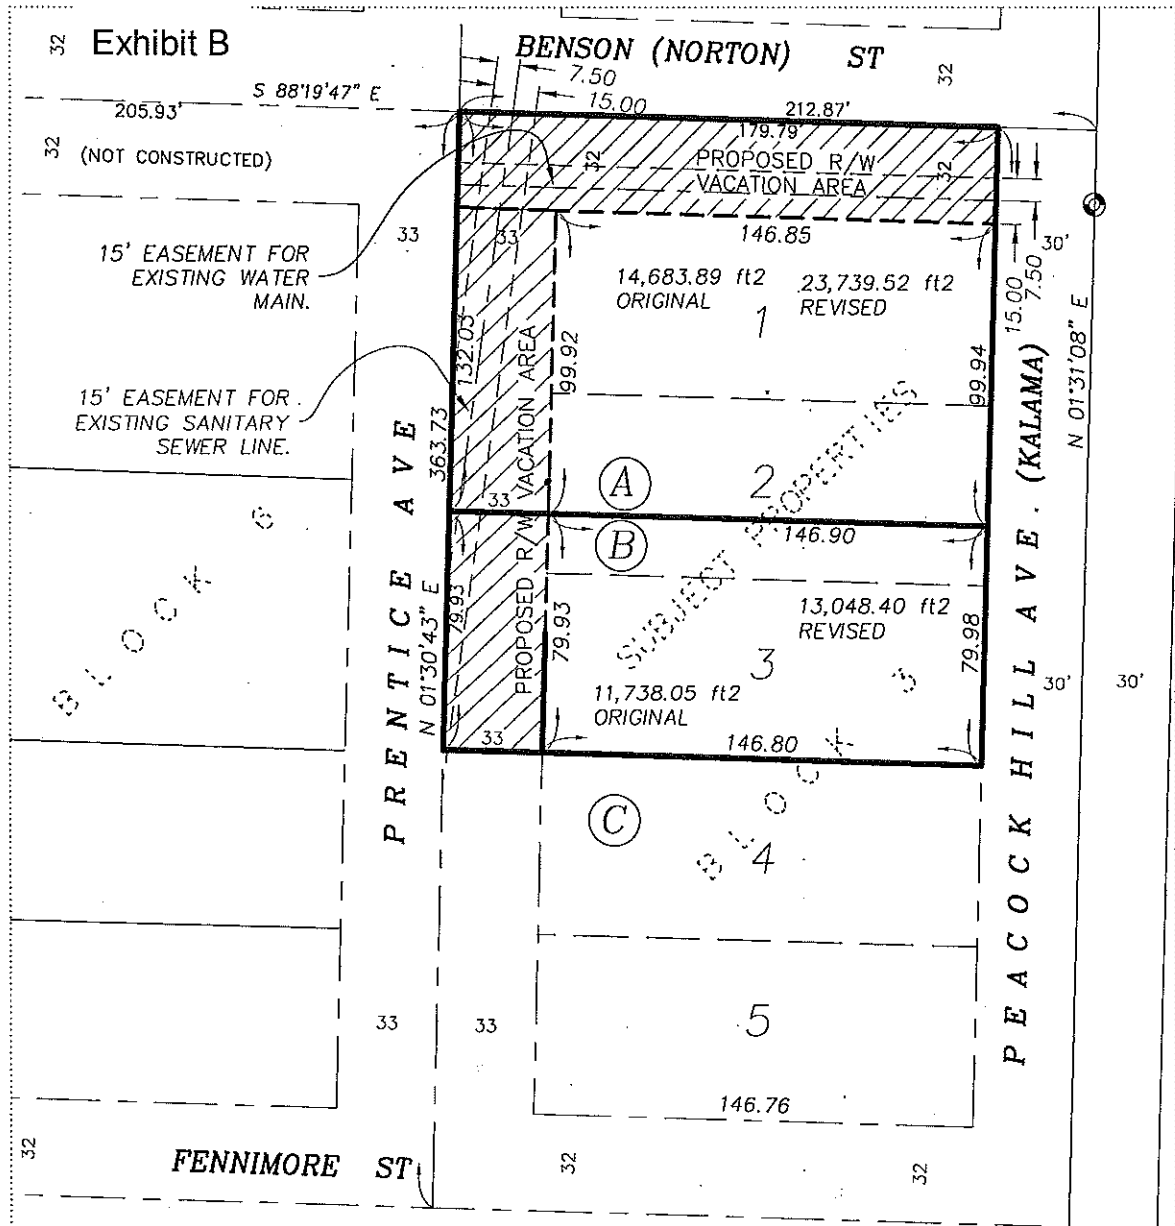 Exhibit B
32
BENSON (NORTON) ST
32
7.50
15.00
S 88°19'47" E
205.93'
212.87'
179.79'
32
(NOT CONSTRUCTED)
32
PROPOSED R/W
VACATION AREA
32
33
33
146.85
30'
15' EASEMENT FOR
EXISTING WATER
MAIN.
14,683.89 ft2
ORIGINAL
23,739.52 ft2
REVISED
1
15.00
7.50
N 01°31'08" E
132.03
99.92
99.94
PROPOSED R/W VACATION AREA
15' EASEMENT FOR
EXISTING SANITARY
SEWER LINE.
363.73
33
A
2
B
146.90
BLOCK 6
PRENTICE AVE
N 01°30'43" E
79.93
79.93
79.98
SUBJECT PROPERTIES
13,048.40 ft2
REVISED
3
11,738.05 ft2
ORIGINAL
33
146.80
30'
30'
PEACOCK HILL AVE. (KALAMA)
C
BLOCK 3
4
33
33
5
146.76
32
FENNIMORE ST
32
32